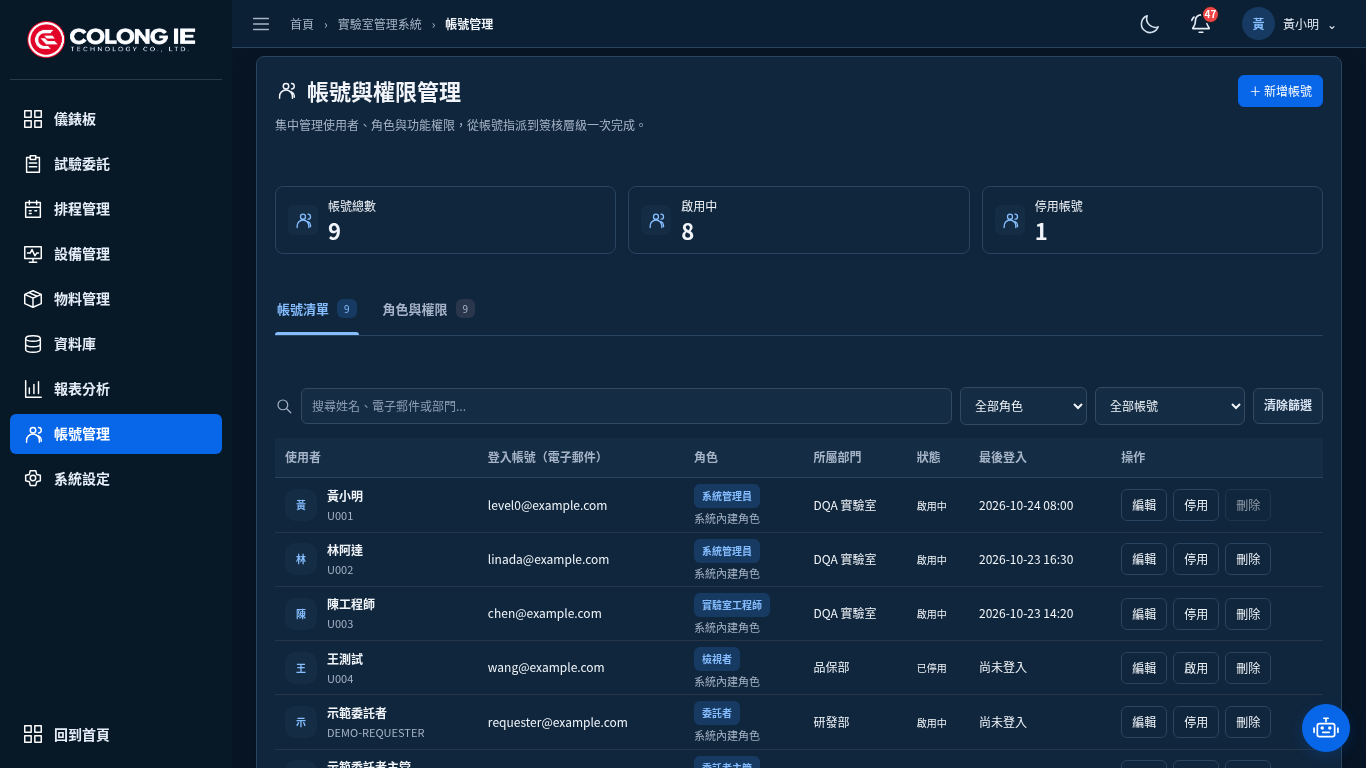 COLONG IE
TECHNOLOGY CO., LTD.
儀錶板
試驗委託
排程管理
設備管理
物料管理
資料庫
報表分析
帳號管理
系統設定
回到首頁
首頁 › 實驗室管理系統 › 帳號管理
47
黃 黃小明
帳號與權限管理
集中管理使用者、角色與功能權限，從帳號指派到簽核層級一次完成。
＋ 新增帳號
帳號總數
9
啟用中
8
停用帳號
1
帳號清單 9 角色與權限 9
搜尋姓名、電子郵件或部門... 全部角色 全部帳號 清除篩選
使用者 登入帳號（電子郵件） 角色 所屬部門 狀態 最後登入 操作
黃 黃小明 U001 level0@example.com 系統管理員 系統內建角色 DQA 實驗室 啟用中 2026-10-24 08:00 編輯 停用 刪除
林 林阿達 U002 linada@example.com 系統管理員 系統內建角色 DQA 實驗室 啟用中 2026-10-23 16:30 編輯 停用 刪除
陳 陳工程師 U003 chen@example.com 實驗室工程師 系統內建角色 DQA 實驗室 啟用中 2026-10-23 14:20 編輯 停用 刪除
王 王測試 U004 wang@example.com 檢視者 系統內建角色 品保部 已停用 尚未登入 編輯 啟用 刪除
示 示範委託者 DEMO-REQUESTER requester@example.com 委託者 系統內建角色 研發部 啟用中 尚未登入 編輯 停用 刪除
示範委託者主管 委託者主管